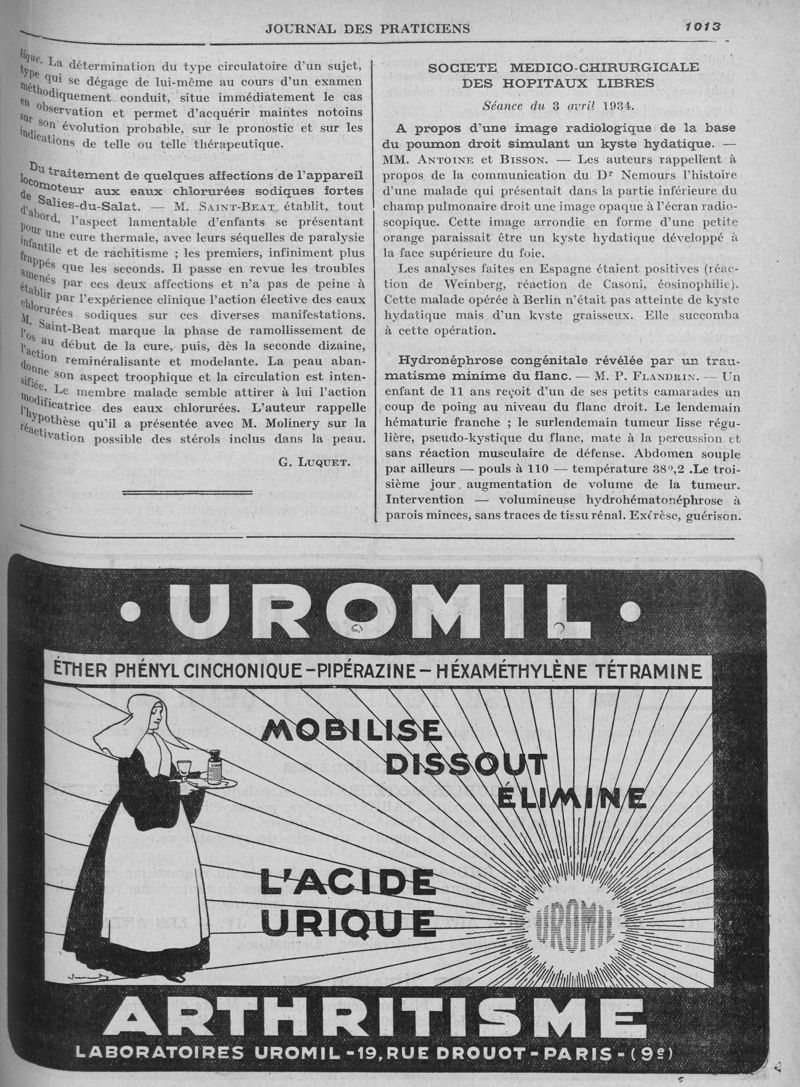 JOURNAL DES PRATICIENS 1013
lique. La détermination du type circulatoire d'un sujet,
type qui se dégage de lui-même au cours d'un examen
méthodiquement conduit, situe immédiatement le cas
en observation et permet d'acquérir maintes notoins
sur son évolution probable, sur le pronostic et sur les
indications de telle ou telle thérapeutique.
Du traitement de quelques affections de l'appareil
locomoteur aux eaux chlorurées sodiques fortes
de Salies-du-Salat. — M. SAINT-BEAT établit, tout
d'abord, l'aspect lamentable d'enfants se présentant
pour une cure thermale, avec leurs séquelles de paralysie
infantile et de rachitisme ; les premiers, infiniment plus
frappés que les seconds. Il passe en revue les troubles
amenés par ces deux affections et n'a pas de peine à
établir par l'expérience clinique l'action élective des eaux
chlorurées sodiques sur ces diverses manifestations.
M. Saint-Beat marque la phase de ramollissement de
l'os au début de la cure, puis, dès la seconde dizaine,
l'action reminéralisante et modelante. La peau aban-
donne son aspect troophique et la circulation est inten-
sifiée. Le membre malade semble attirer à lui l'action
modificatrice des eaux chlorurées. L'auteur rappelle
l'hypothèse qu'il a présentée avec M. Molinery sur la
réactivation possible des stérols inclus dans la peau.
G. LUQUET.
SOCIETE MEDICO-CHIRURGICALE
DES HOPITAUX LIBRES
Séance du 3 avril 1934.
A propos d'une image radiologique de la base
du poumon droit simulant un kyste hydatique. —
MM. ANTOINE et BISSON. — Les auteurs rappellent à
propos de la communication du Dr Nemours l'histoire
d'une malade qui présentait dans la partie inférieure du
champ pulmonaire droit une image opaque à l'écran radio-
scopique. Cette image arrondie en forme d'une petite
orange paraissait être un kyste hydatique développé à
la face supérieure du foie.
Les analyses faites en Espagne étaient positives (réac-
tion de Weinberg, réaction de Casoni, éosinophilie).
Cette malade opérée à Berlin n'était pas atteinte de kyste
hydatique mais d'un kyste graisseux. Elle succomba
à cette opération.
Hydronéphrose congénitale révélée par un trau-
matisme minime du flanc. — M. P. FLANDRIN. — Un
enfant de 11 ans reçoit d'un de ses petits camarades un
coup de poing au niveau du flanc droit. Le lendemain
hématurie franche ; le surlendemain tumeur lisse régu-
lière, pseudo-kystique du flanc, mate à la percussion et
sans réaction musculaire de défense. Abdomen souple
par ailleurs — pouls à 110 — température 38°,2 .Le troi-
sième jour augmentation de volume de la tumeur.
Intervention — volumineuse hydrohématonéphrose à
parois minces, sans traces de tissu rénal. Exérèse, guérison.
· UROMIL ·
ÉTHER PHÉNYL CINCHONIQUE - PIPÉRAZINE - HÉXAMÉTHYLÈNE TÉTRAMINE
MOBILISE
DISSOUT
ÉLIMINE
L'ACIDE
URIQUE
UROMIL
ARTHRITISME
LABORATOIRES UROMIL - 19, RUE DROUOT - PARIS - (9e)